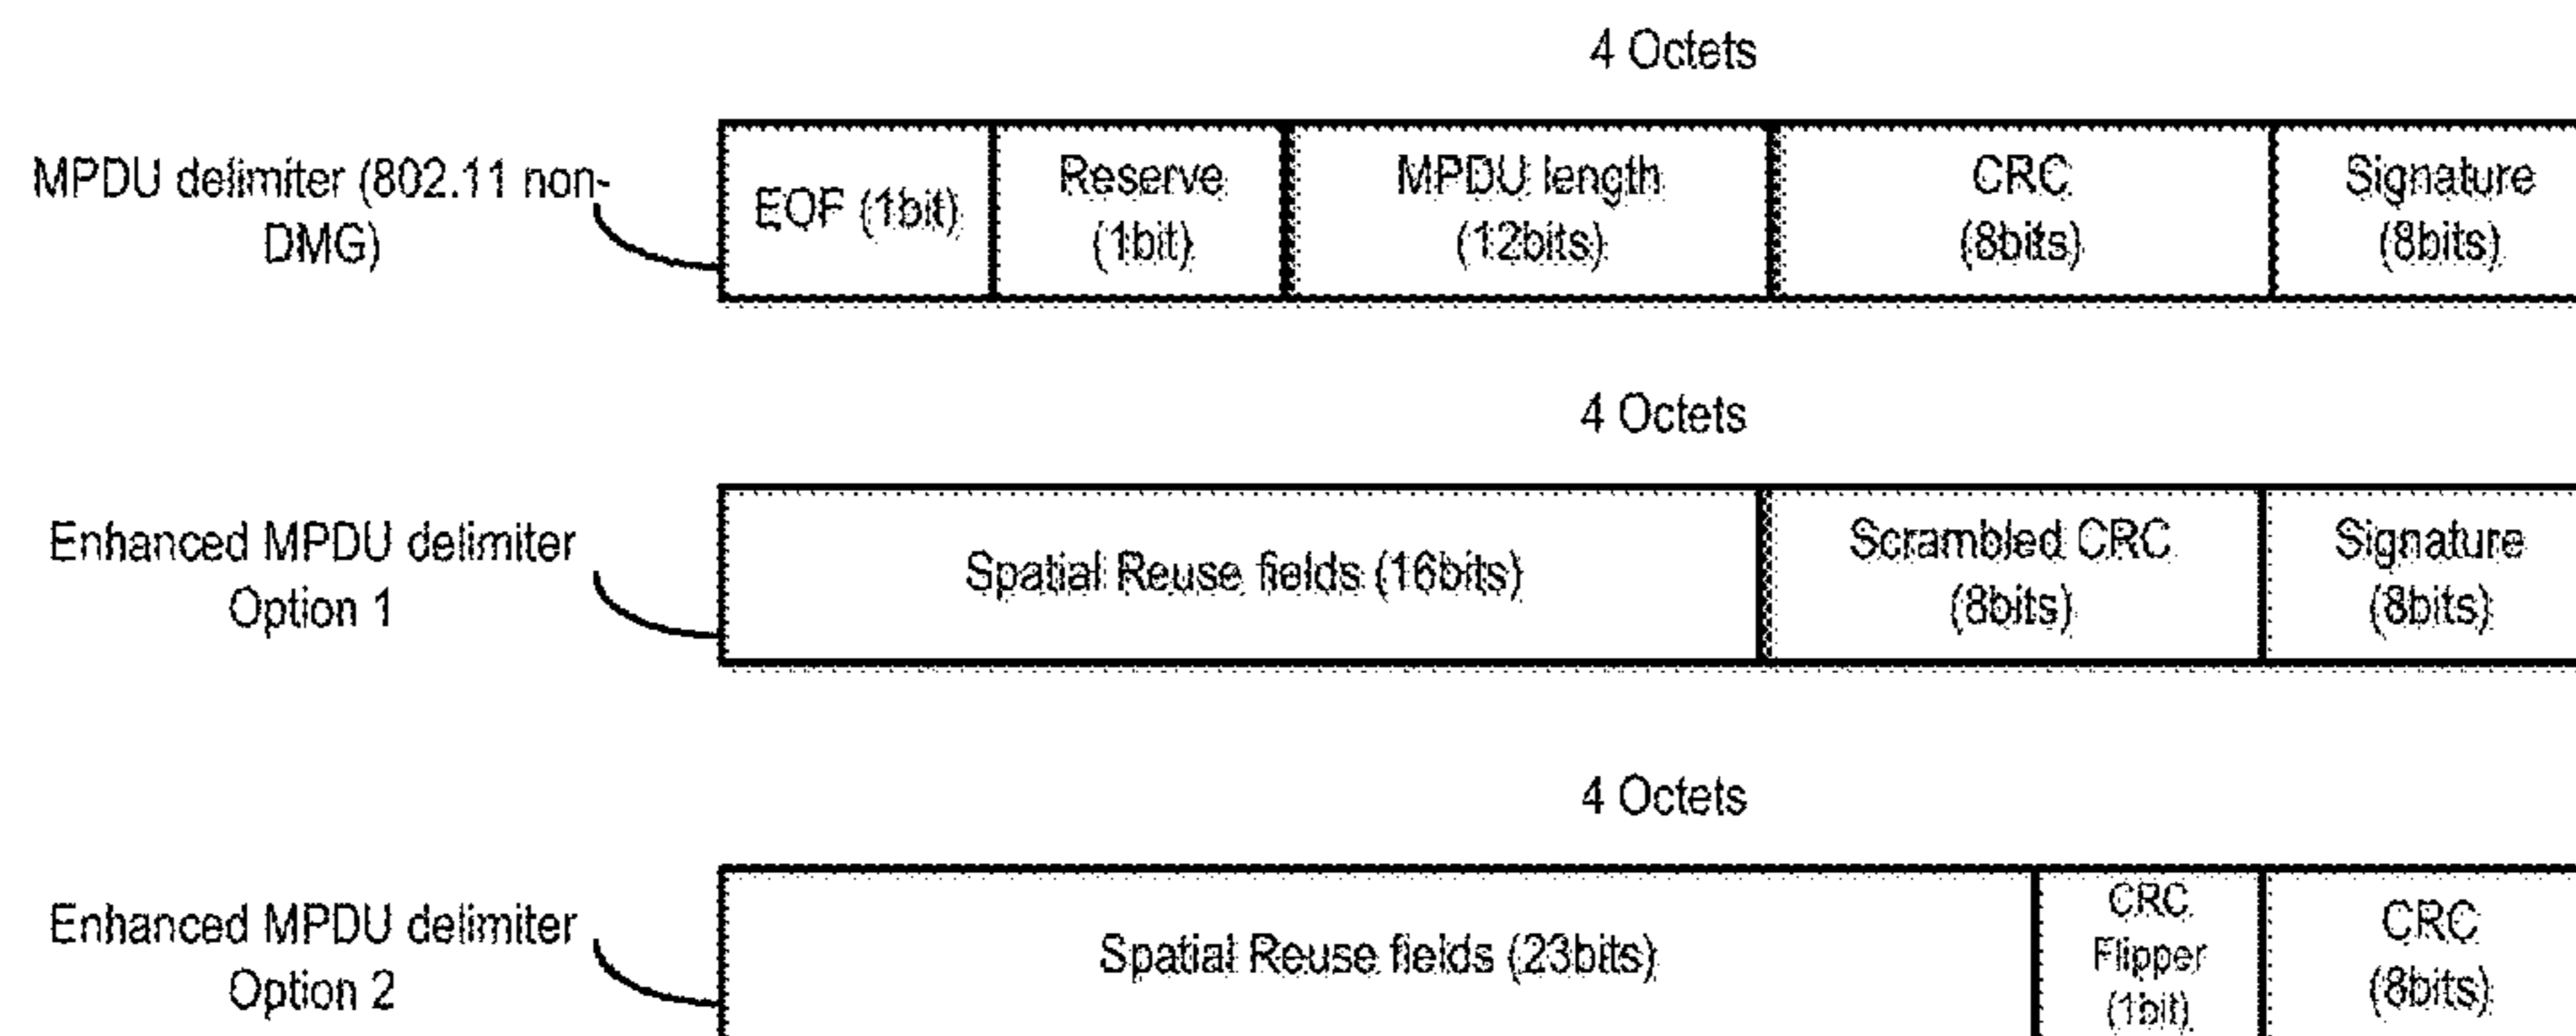 4 Octets
MPDU delimiter (802.11 non-
DMG)
EOF (1bit)
Reserve
(1bit)
MPDU length
(12bits)
CRC
(8bits)
Signature
(8bits)
4 Octets
Enhanced MPDU delimiter
Option 1
Spatial Reuse fields (16bits)
Scrambled CRC
(8bits)
Signature
(8bits)
4 Octets
Enhanced MPDU delimiter
Option 2
Spatial Reuse fields (23bits)
CRC
Flipper
(1bit)
CRC
(8bits)